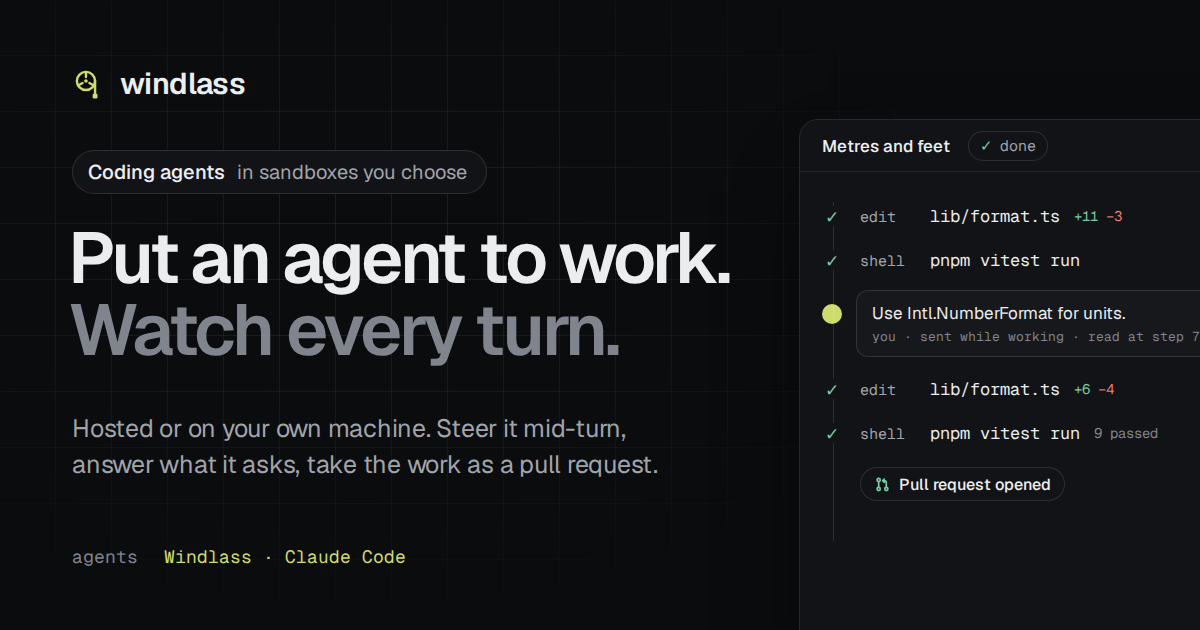 windlass
Coding agents in sandboxes you choose
Put an agent to work.
Watch every turn.
Hosted or on your own machine. Steer it mid-turn,
answer what it asks, take the work as a pull request.
agents Windlass · Claude Code
Metres and feet ✓ done
✓ edit lib/format.ts +11 −3
✓ shell pnpm vitest run
Use Intl.NumberFormat for units.
you · sent while working · read at step 7
✓ edit lib/format.ts +6 −4
✓ shell pnpm vitest run 9 passed
Pull request opened